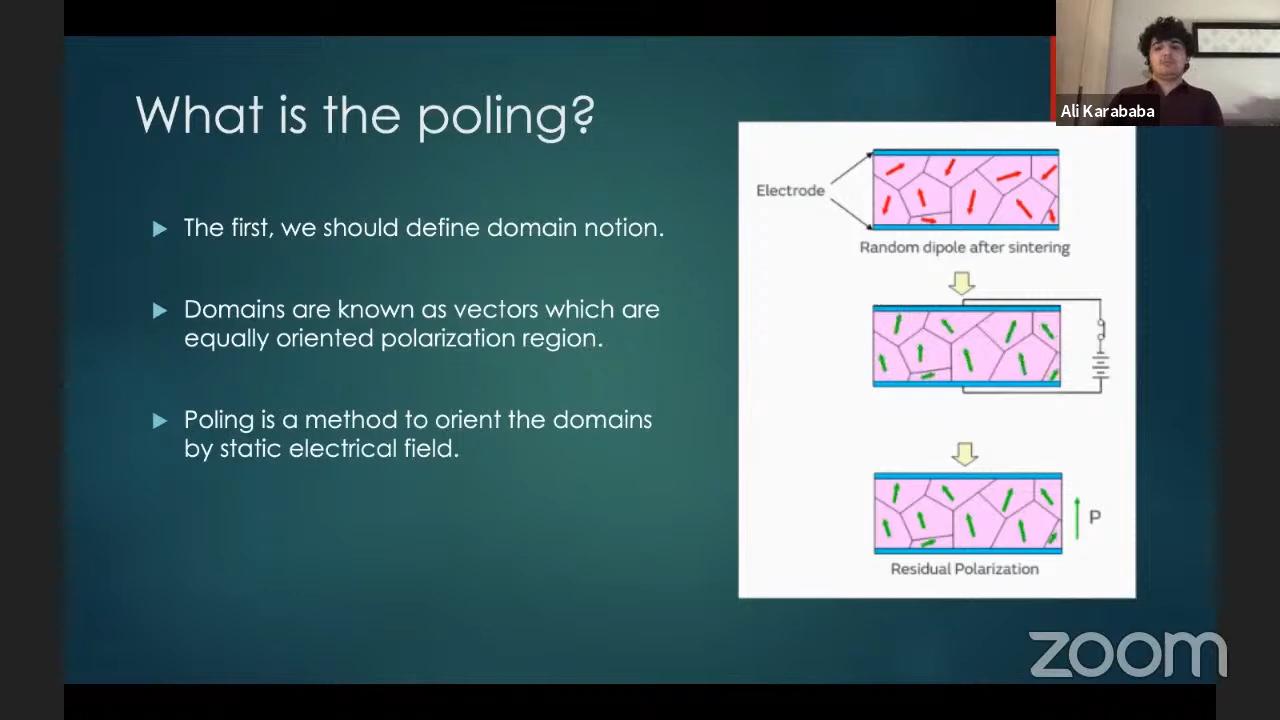 Ali Karababa
What is the poling?
The first, we should define domain notion.
Domains are known as vectors which are
equally oriented polarization region.
Poling is a method to orient the domains
by static electrical field.
Electrode
Random dipole after sintering
P
Residual Polarization
zoom